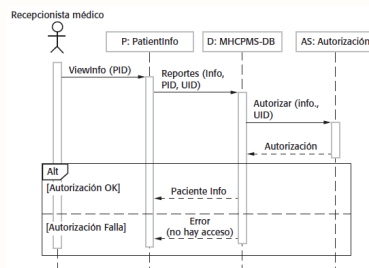 Recepcionista médico
P: PatientInfo
D: MHCPMS-DB
AS: Autorización
ViewInfo (PID)
Reportes (Info,
PID, UID)
Autorizar (info.,
UID)
Autorización
Alt
[Autorización OK]
Paciente Info
[Autorización Falla]
Error
(no hay acceso)